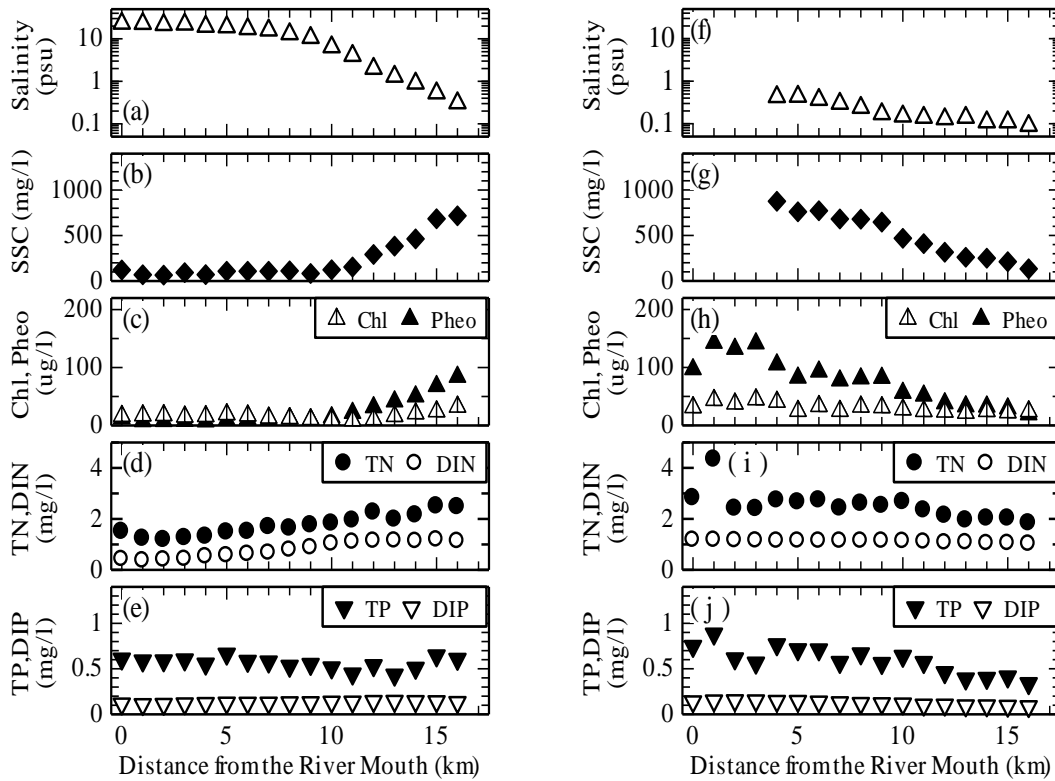 Salinity
(psu)
10
1
0.1
(a)
SSC (mg/l)
1000
500
0
(b)
Chl, Pheo
(ug/l)
200
100
0
(c)
Chl Pheo
TN,DIN
(mg/l)
4
2
0
(d)
TN DIN
TP,DIP
(mg/l)
1
0.5
0
(e)
TP DIP
0 5 10 15
Distance from the River Mouth (km)
Salinity
(psu)
10
1
0.1
(f)
SSC (mg/l)
1000
500
0
(g)
Chl, Pheo
(ug/l)
200
100
0
(h)
Chl Pheo
TN,DIN
(mg/l)
4
2
0
(i)
TN DIN
TP,DIP
(mg/l)
1
0.5
0
(j)
TP DIP
0 5 10 15
Distance from the River Mouth (km)